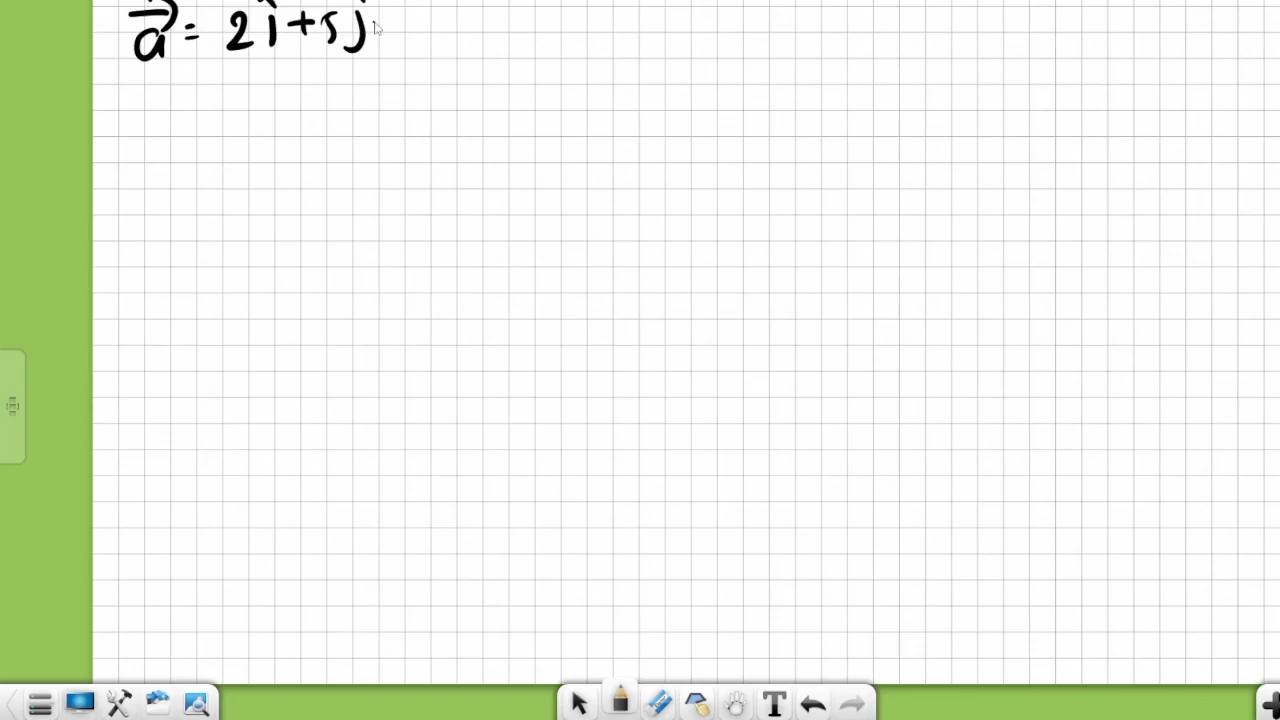 a⃗ = 2î + 5ĵ
T